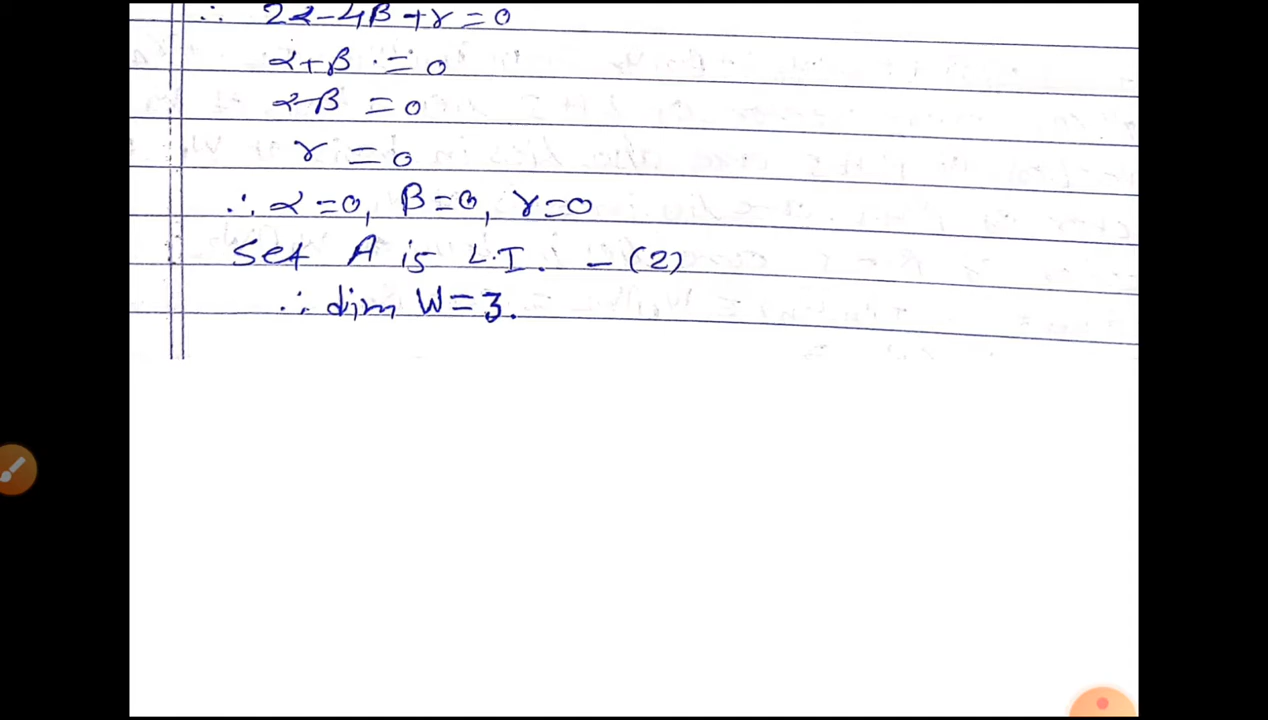 ∴ 2α-4β+γ=0
α+β ·=0
α-β =0
γ =0
∴ α=0, β=0, γ=0
Set A is L.I. - (2)
∴ dim W=3.